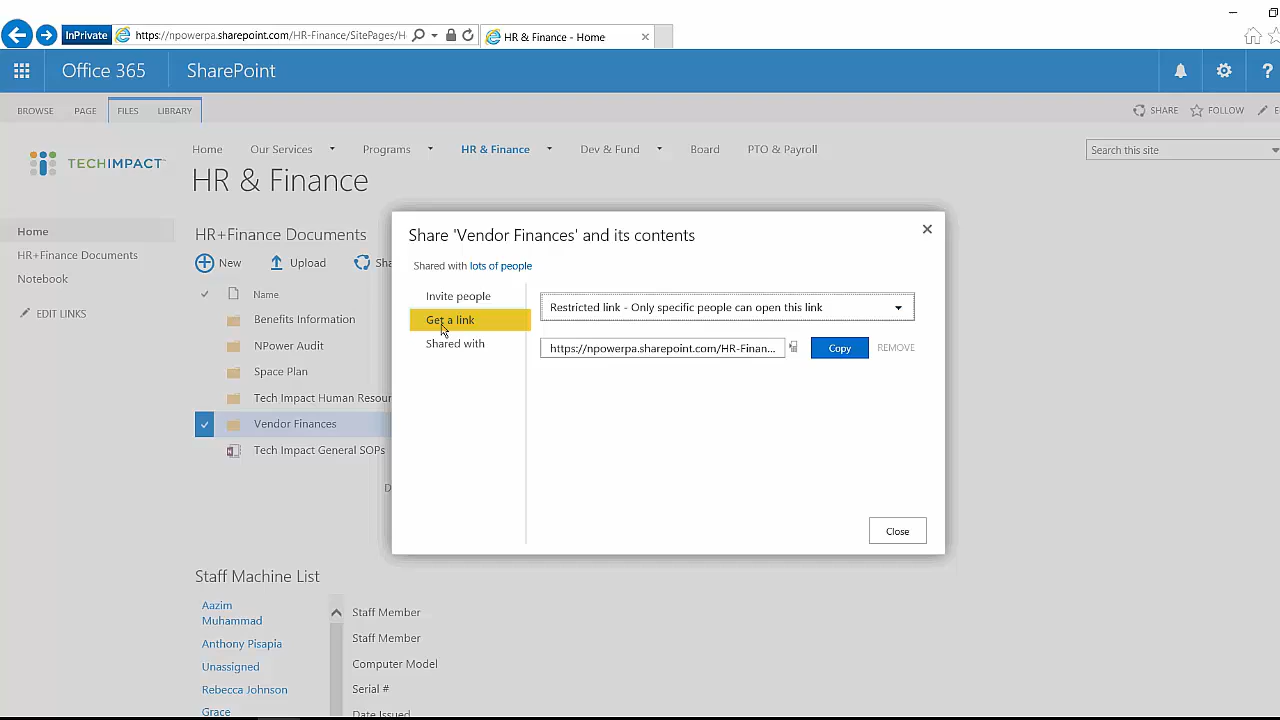 InPrivate
https://npowerpa.sharepoint.com/HR-Finance/SitePages/H
HR & Finance - Home
Office 365
SharePoint
?
BROWSE
PAGE
FILES
LIBRARY
SHARE
FOLLOW
E
TECHIMPACT
Home
Our Services
Programs
HR & Finance
Dev & Fund
Board
PTO & Payroll
Search this site
HR & Finance
Home
HR+Finance Documents
Notebook
EDIT LINKS
HR+Finance Documents
New
Upload
Sha
Name
Benefits Information
NPower Audit
Space Plan
Tech Impact Human Resour
Vendor Finances
Tech Impact General SOPs
D
Share 'Vendor Finances' and its contents
Shared with lots of people
Invite people
Get a link
Shared with
Restricted link - Only specific people can open this link
https://npowerpa.sharepoint.com/HR-Finan...
Copy
REMOVE
Close
Staff Machine List
Aazim
Muhammad
Anthony Pisapia
Unassigned
Rebecca Johnson
Grace
Staff Member
Staff Member
Computer Model
Serial #
Date Issued